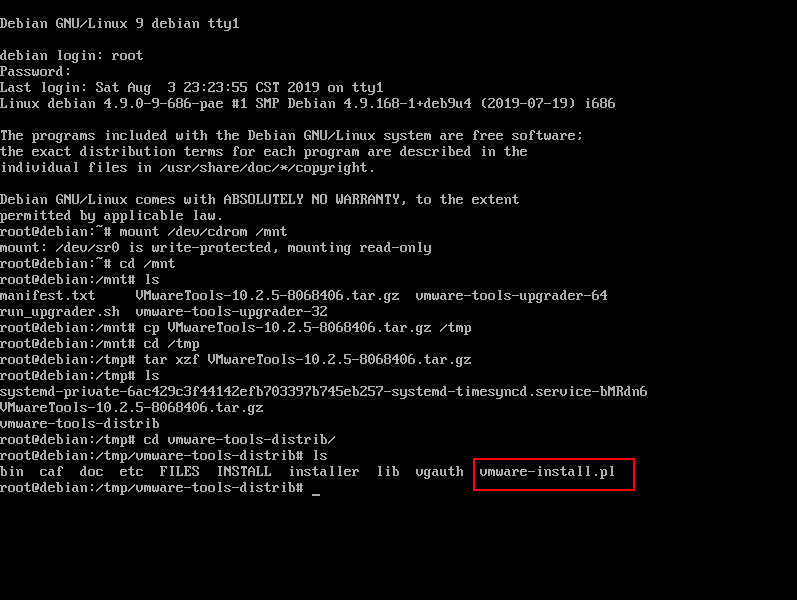 Debian GNU/Linux 9 debian tty1
debian login: root
Password:
Last login: Sat Aug  3 23:23:55 CST 2019 on tty1
Linux debian 4.9.0-9-686-pae #1 SMP Debian 4.9.168-1+deb9u4 (2019-07-19) i686
The programs included with the Debian GNU/Linux system are free software;
the exact distribution terms for each program are described in the
individual files in /usr/share/doc/*/copyright.
Debian GNU/Linux comes with ABSOLUTELY NO WARRANTY, to the extent
permitted by applicable law.
root@debian:~# mount /dev/cdrom /mnt
mount: /dev/sr0 is write-protected, mounting read-only
root@debian:~# cd /mnt
root@debian:/mnt# ls
manifest.txt     VMwareTools-10.2.5-8068406.tar.gz  vmware-tools-upgrader-64
run_upgrader.sh  vmware-tools-upgrader-32
root@debian:/mnt# cp VMwareTools-10.2.5-8068406.tar.gz /tmp
root@debian:/mnt# cd /tmp
root@debian:/tmp# tar xzf VMwareTools-10.2.5-8068406.tar.gz
root@debian:/tmp# ls
systemd-private-6ac429c3f44142efb703397b745eb257-systemd-timesyncd.service-bMRdn6
VMwareTools-10.2.5-8068406.tar.gz
vmware-tools-distrib
root@debian:/tmp# cd vmware-tools-distrib/
root@debian:/tmp/vmware-tools-distrib# ls
bin  caf  doc  etc  FILES  INSTALL  installer  lib  vgauth  vmware-install.pl
root@debian:/tmp/vmware-tools-distrib# _